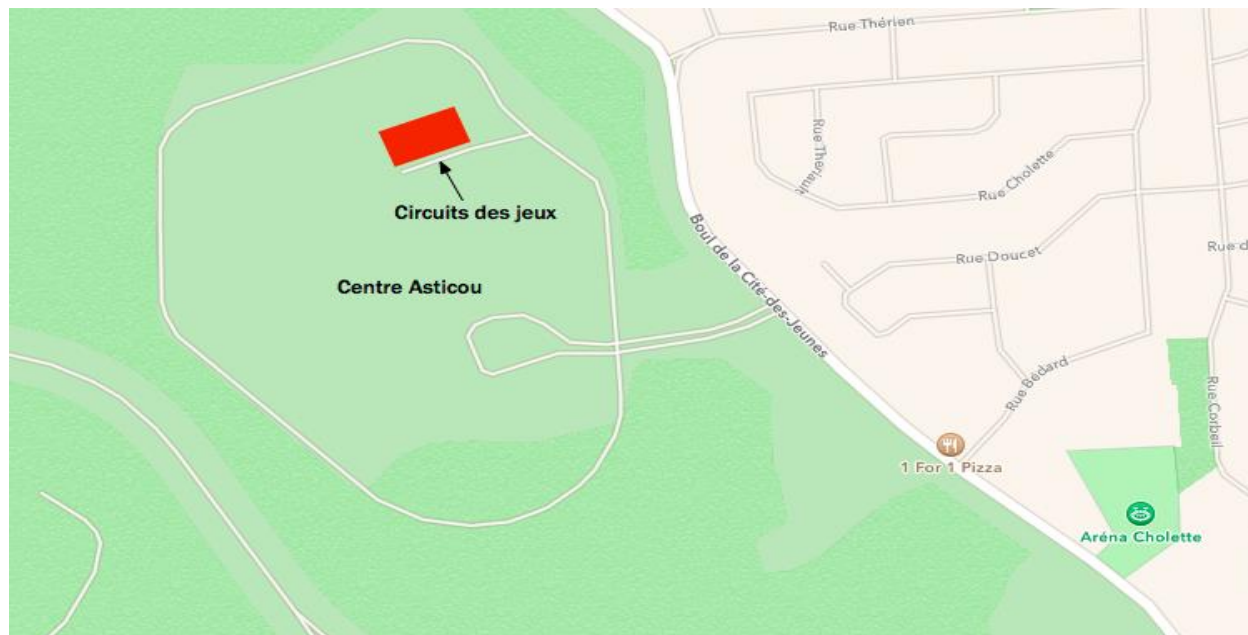 Rue Thérien
Rue Thériault
Rue Cholette
Circuits des jeux
Boul de la Cité-des-Jeunes
Rue Doucet
Rue d
Centre Asticou
Rue Bédard
Rue Corbeil
1 For 1 Pizza
Aréna Cholette